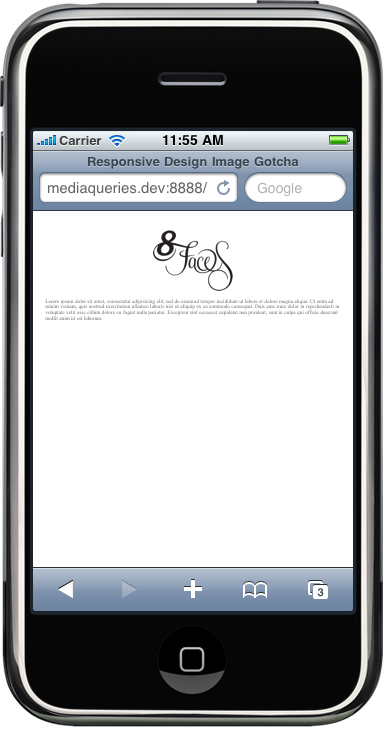 Carrier 11:55 AM
Responsive Design Image Gotcha
mediaqueries.dev:8888/ Google
8 Faces
Lorem ipsum dolor sit amet, consectetur adipisicing elit, sed do eiusmod tempor incididunt ut labore et dolore magna aliqua. Ut enim ad
minim veniam, quis nostrud exercitation ullamco laboris nisi ut aliquip ex ea commodo consequat. Duis aute irure dolor in reprehenderit in
voluptate velit esse cillum dolore eu fugiat nulla pariatur. Excepteur sint occaecat cupidatat non proident, sunt in culpa qui officia deserunt
mollit anim id est laborum.
3